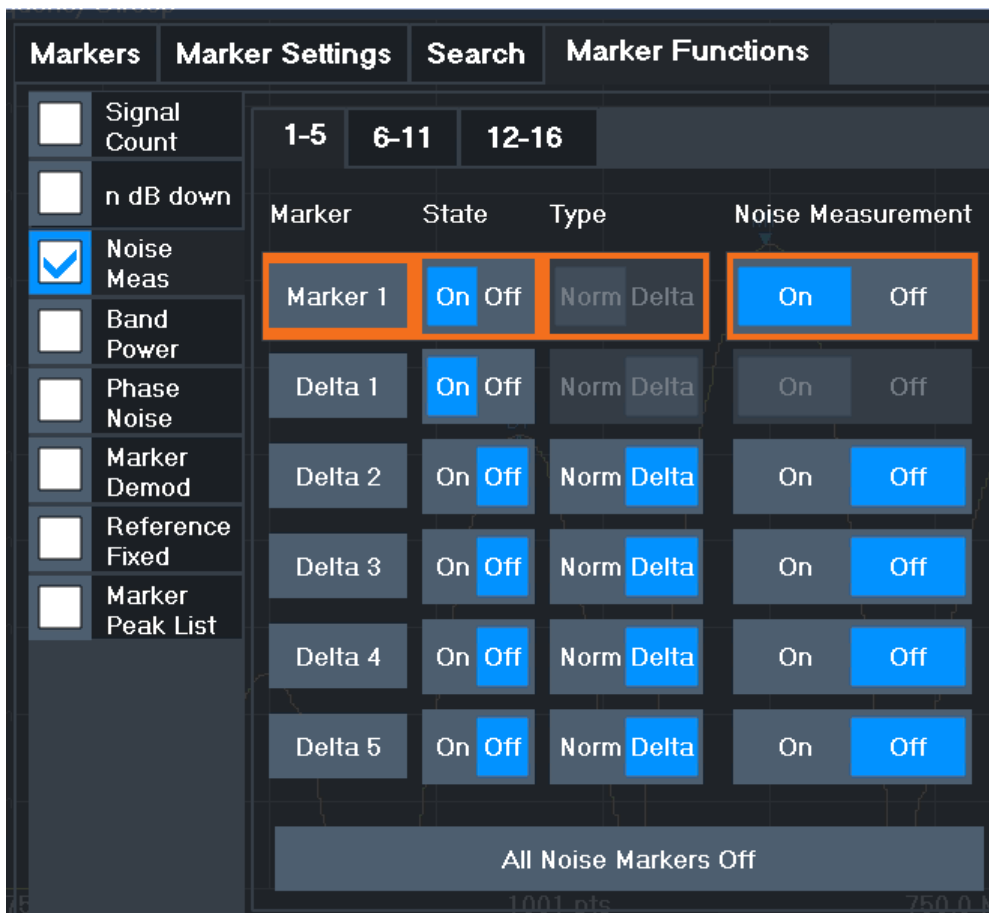 Markers Marker Settings Search Marker Functions
Signal
Count
n dB down
Noise
Meas
Band
Power
Phase
Noise
Marker
Demod
Reference
Fixed
Marker
Peak List
1-5 6-11 12-16
Marker State Type Noise Measurement
Marker 1 On Off Norm Delta On Off
Delta 1 On Off Norm Delta On Off
Delta 2 On Off Norm Delta On Off
Delta 3 On Off Norm Delta On Off
Delta 4 On Off Norm Delta On Off
Delta 5 On Off Norm Delta On Off
All Noise Markers Off
1001 pts